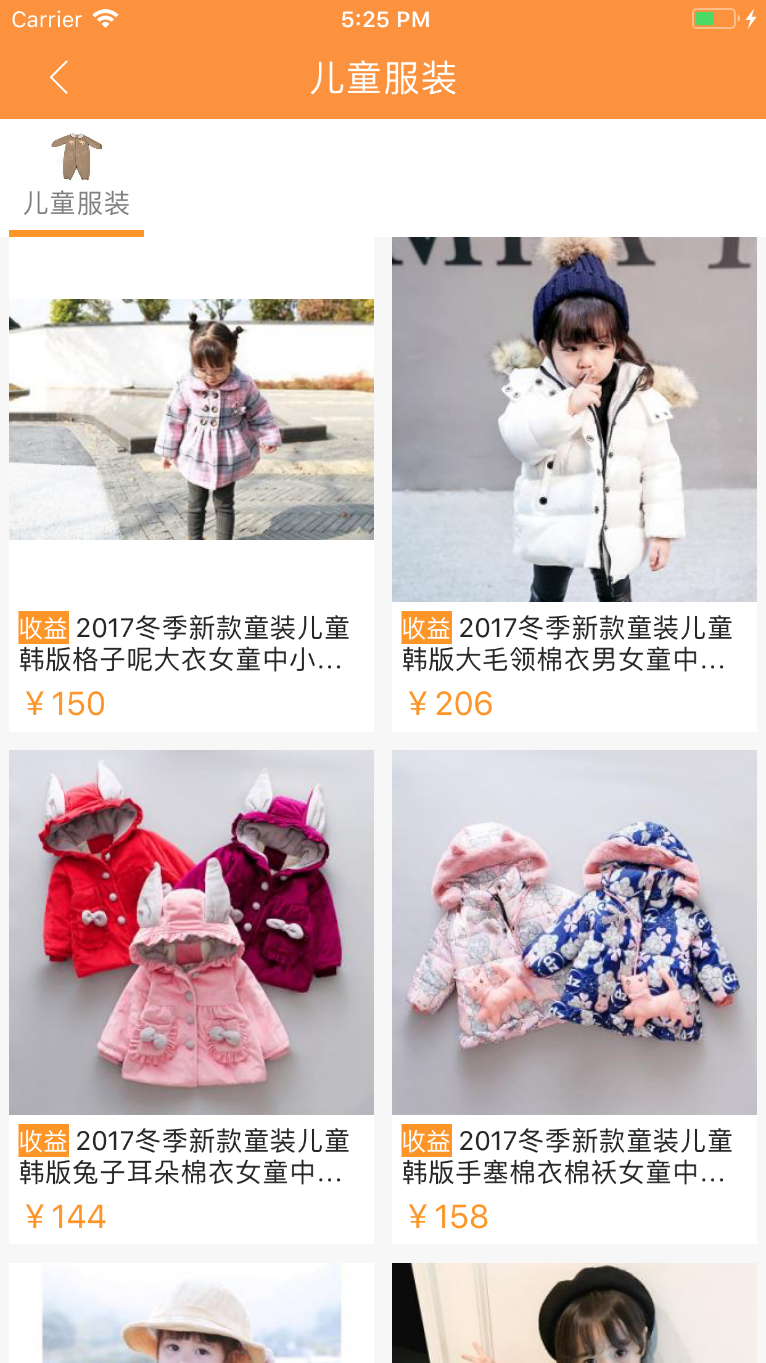 Carrier 5:25 PM
儿童服装
儿童服装
收益 2017冬季新款童装儿童
韩版格子呢大衣女童中小...
￥150
收益 2017冬季新款童装儿童
韩版大毛领棉衣男女童中...
￥206
收益 2017冬季新款童装儿童
韩版兔子耳朵棉衣女童中...
￥144
收益 2017冬季新款童装儿童
韩版手塞棉衣棉袄女童中...
￥158